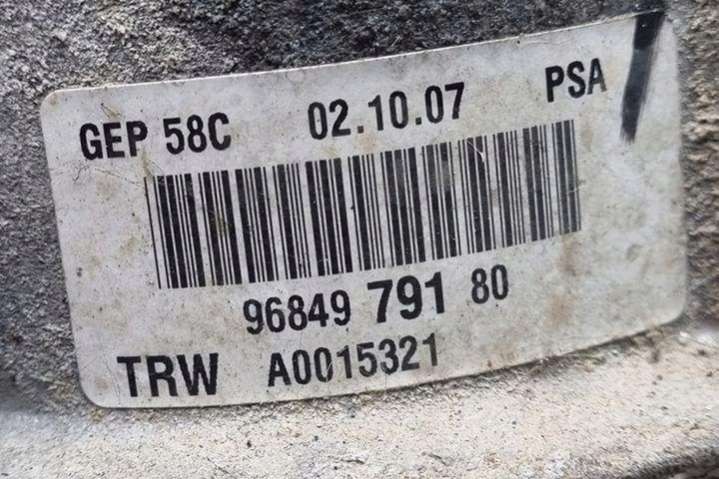 GEP 58C 02.10.07 PSA
96849 791 80
TRW A0015321